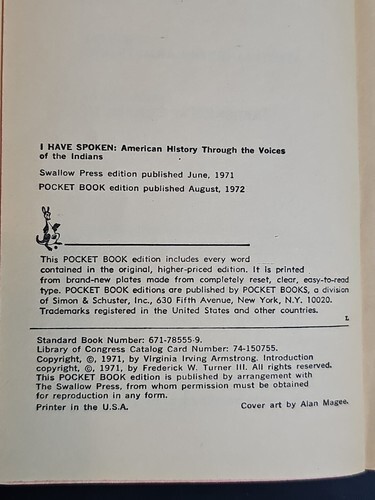 I HAVE SPOKEN: American History Through the Voices
of the Indians
Swallow Press edition published June, 1971
POCKET BOOK edition published August, 1972
This POCKET BOOK edition includes every word
contained in the original, higher-priced edition. It is printed
from brand-new plates made from completely reset, clear, easy-to-read
type. POCKET BOOK editions are published by POCKET BOOKS, a division
of Simon & Schuster, Inc., 630 Fifth Avenue, New York, N.Y. 10020.
Trademarks registered in the United States and other countries.
L
Standard Book Number: 671-78555-9.
Library of Congress Catalog Card Number: 74-150755.
Copyright, ©, 1971, by Virginia Irving Armstrong. Introduction
copyright, ©, 1971, by Frederick W. Turner III. All rights reserved.
This POCKET BOOK edition is published by arrangement with
The Swallow Press, from whom permission must be obtained
for reproduction in any form.
Printed in the U.S.A. Cover art by Alan Magee.